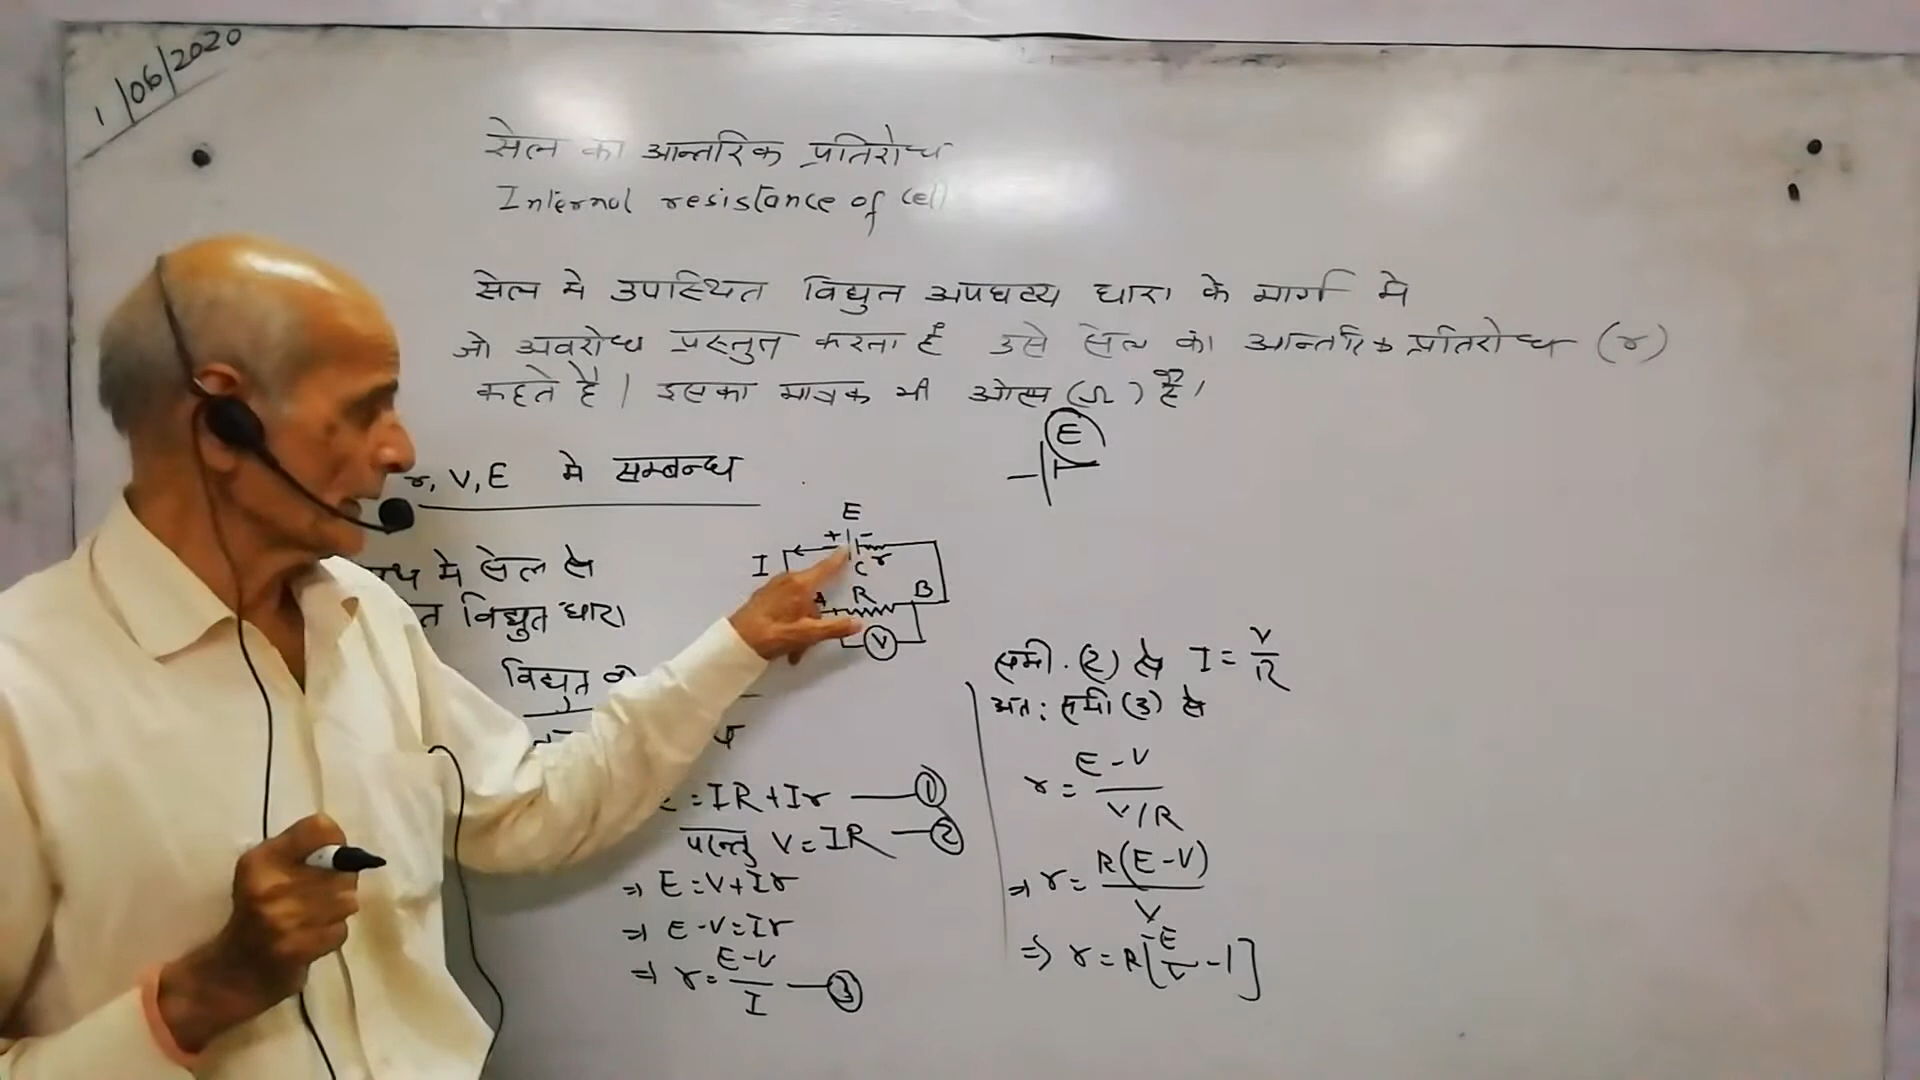 1/06/2020
सेल का आन्तरिक प्रतिरोध
Internal resistance of cell
सेल मे उपस्थित विद्युत अपघट्य धारा के मार्ग मे
जो अवरोध प्रस्तुत करता है उसे सेल का आन्तरिक प्रतिरोध (r)
कहते है। इसका मात्रक भी ओह्म (Ω) है।
E
r, V, E मे सम्बन्ध
E
+ -
I
C r
R B
V
मे सेल से
विद्युत धारा
विद्युत
= IR + Ir — ①
परन्तु V = IR — ②
⇒ E = V + Ir
⇒ E - V = Ir
⇒ r = E-V / I — ③
समी. (2) से I = V/R
अतः समी (3) से
r = E-V / V/R
⇒ r = R(E-V) / V
⇒ r = R[E/V - 1]